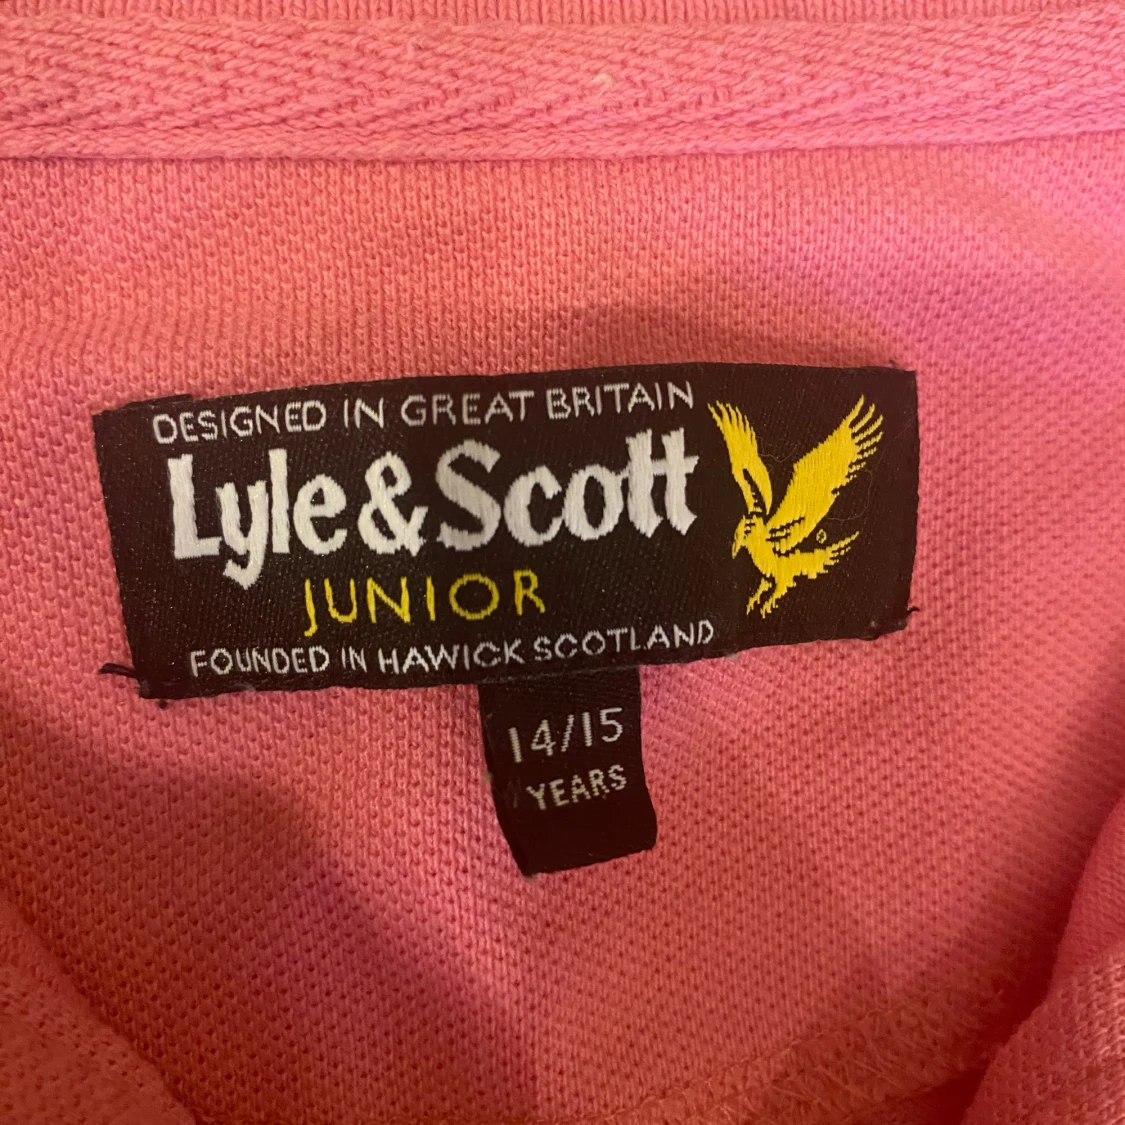 DESIGNED IN GREAT BRITAIN
Lyle & Scott
JUNIOR
FOUNDED IN HAWICK SCOTLAND
14/15
YEARS